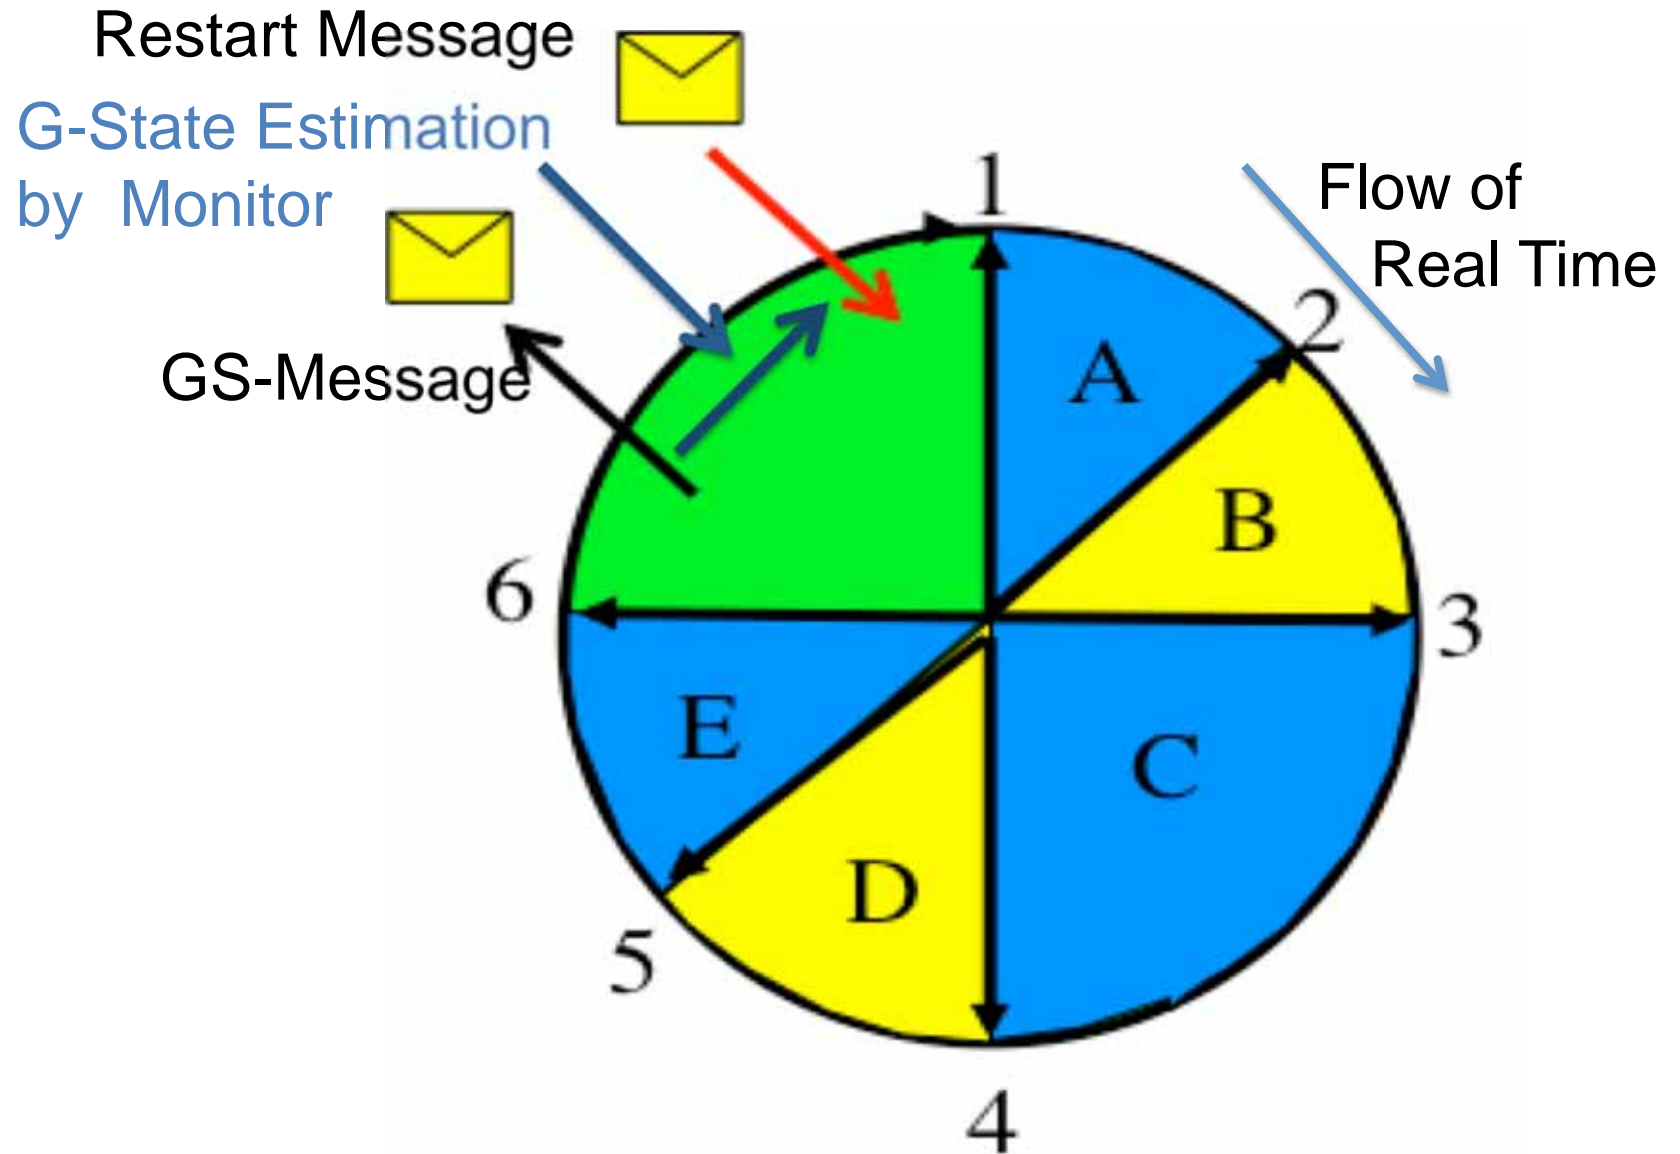 Restart Message
G-State Estimation
by Monitor
GS-Message
1
Flow of
Real Time
2
A
B
6
3
E
C
D
5
4